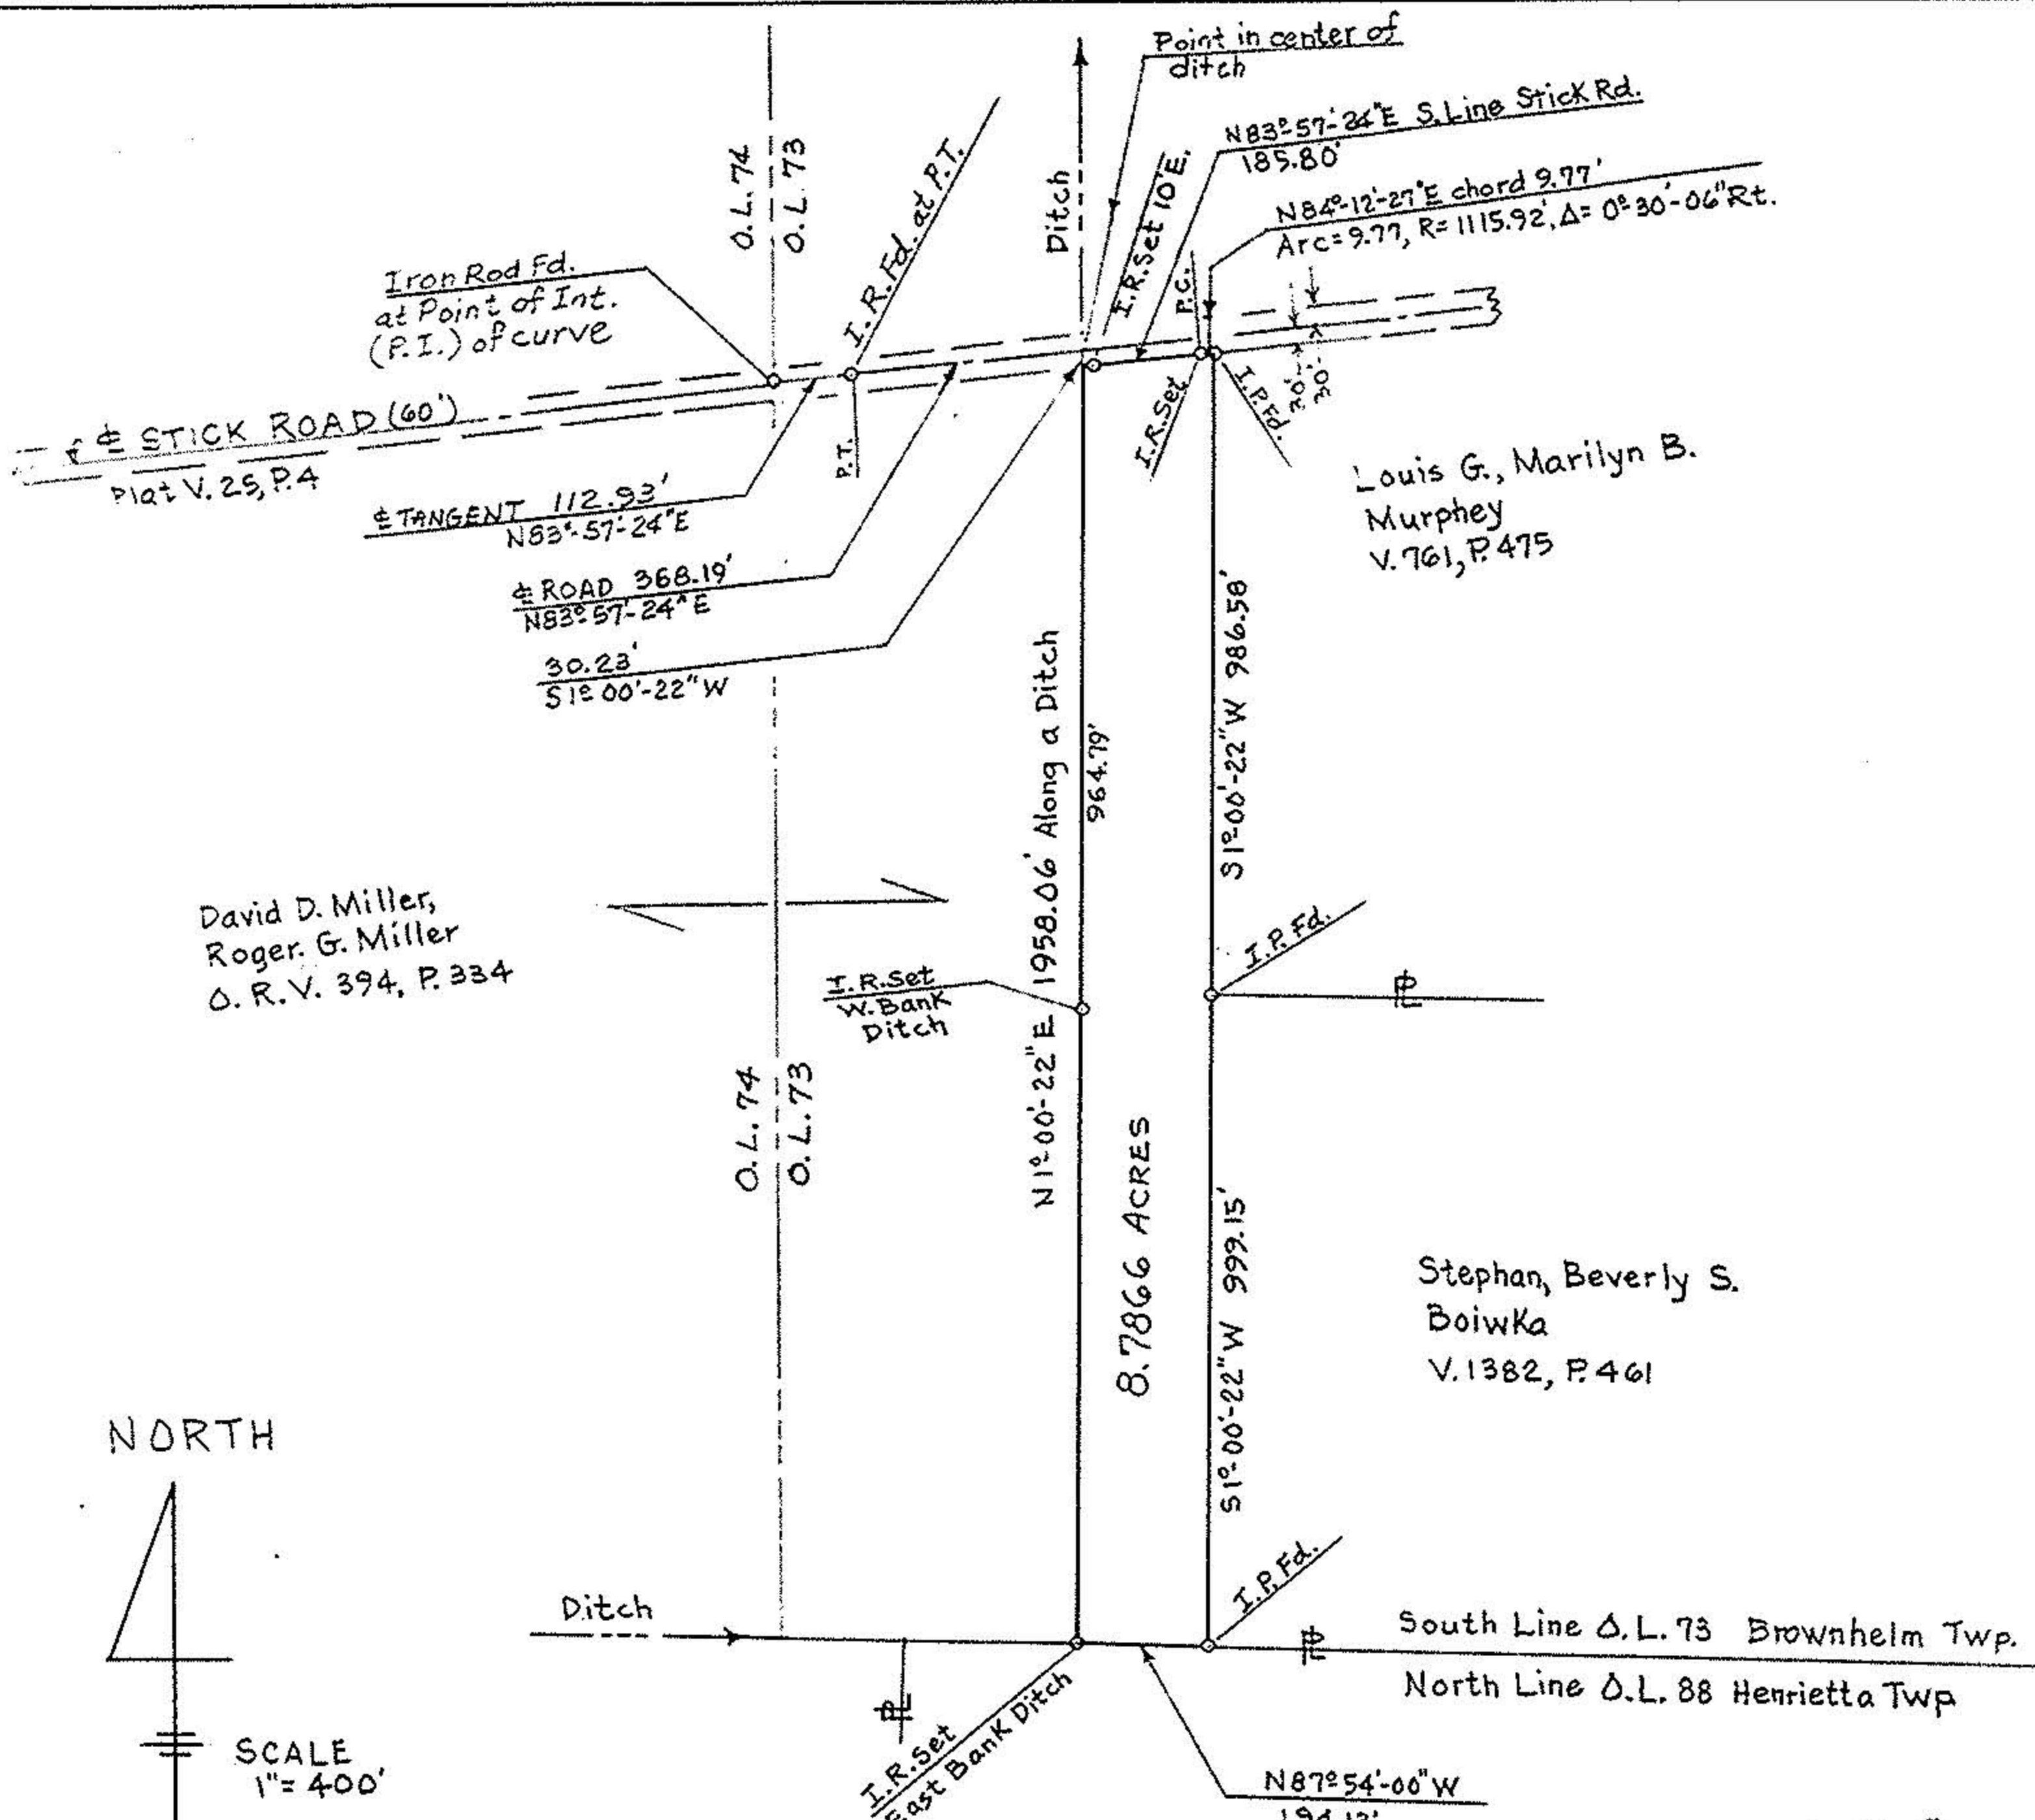 Point in center of
ditch
N83°-57'-24"E S. Line Stick Rd.
185.80'
N84°-12'-27"E chord 9.77'
Arc = 9.77, R= 1115.92', Δ= 0°-30'-06" Rt.
O.L. 74
O.L. 73
I.R. Fd. at P.T.
Ditch
I.R. Set 10'E.
P.C.
Iron Rod Fd.
at Point of Int.
(P.I.) of curve
℄ STICK ROAD (60')
Plat V. 25, P. 4
P.T.
I.R. Set
I.P. Fd.
30'
30'
℄ TANGENT 112.93'
N83°-57'-24"E
℄ ROAD 368.19'
N83°-57'-24"E
30.23'
S1°00'-22"W
Louis G., Marilyn B.
Murphey
V. 761, P. 475
N1°-00'-22"E 1958.06' Along a Ditch
964.79'
S1°-00'-22"W 986.58'
David D. Miller,
Roger. G. Miller
O. R. V. 394, P. 334
I.R. Set
W. Bank
Ditch
I.P. Fd.
PL
O.L. 74
O.L. 73
8.7866 ACRES
S1°-00'-22"W 999.15'
Stephan, Beverly S.
Boiwka
V. 1382, P. 461
NORTH
SCALE
1" = 400'
Ditch
I.P. Fd.
PL
South Line O.L. 73 Brownhelm Twp.
North Line O.L. 88 Henrietta Twp
PL
I.R. Set
East Bank Ditch
N87°54'-00"W